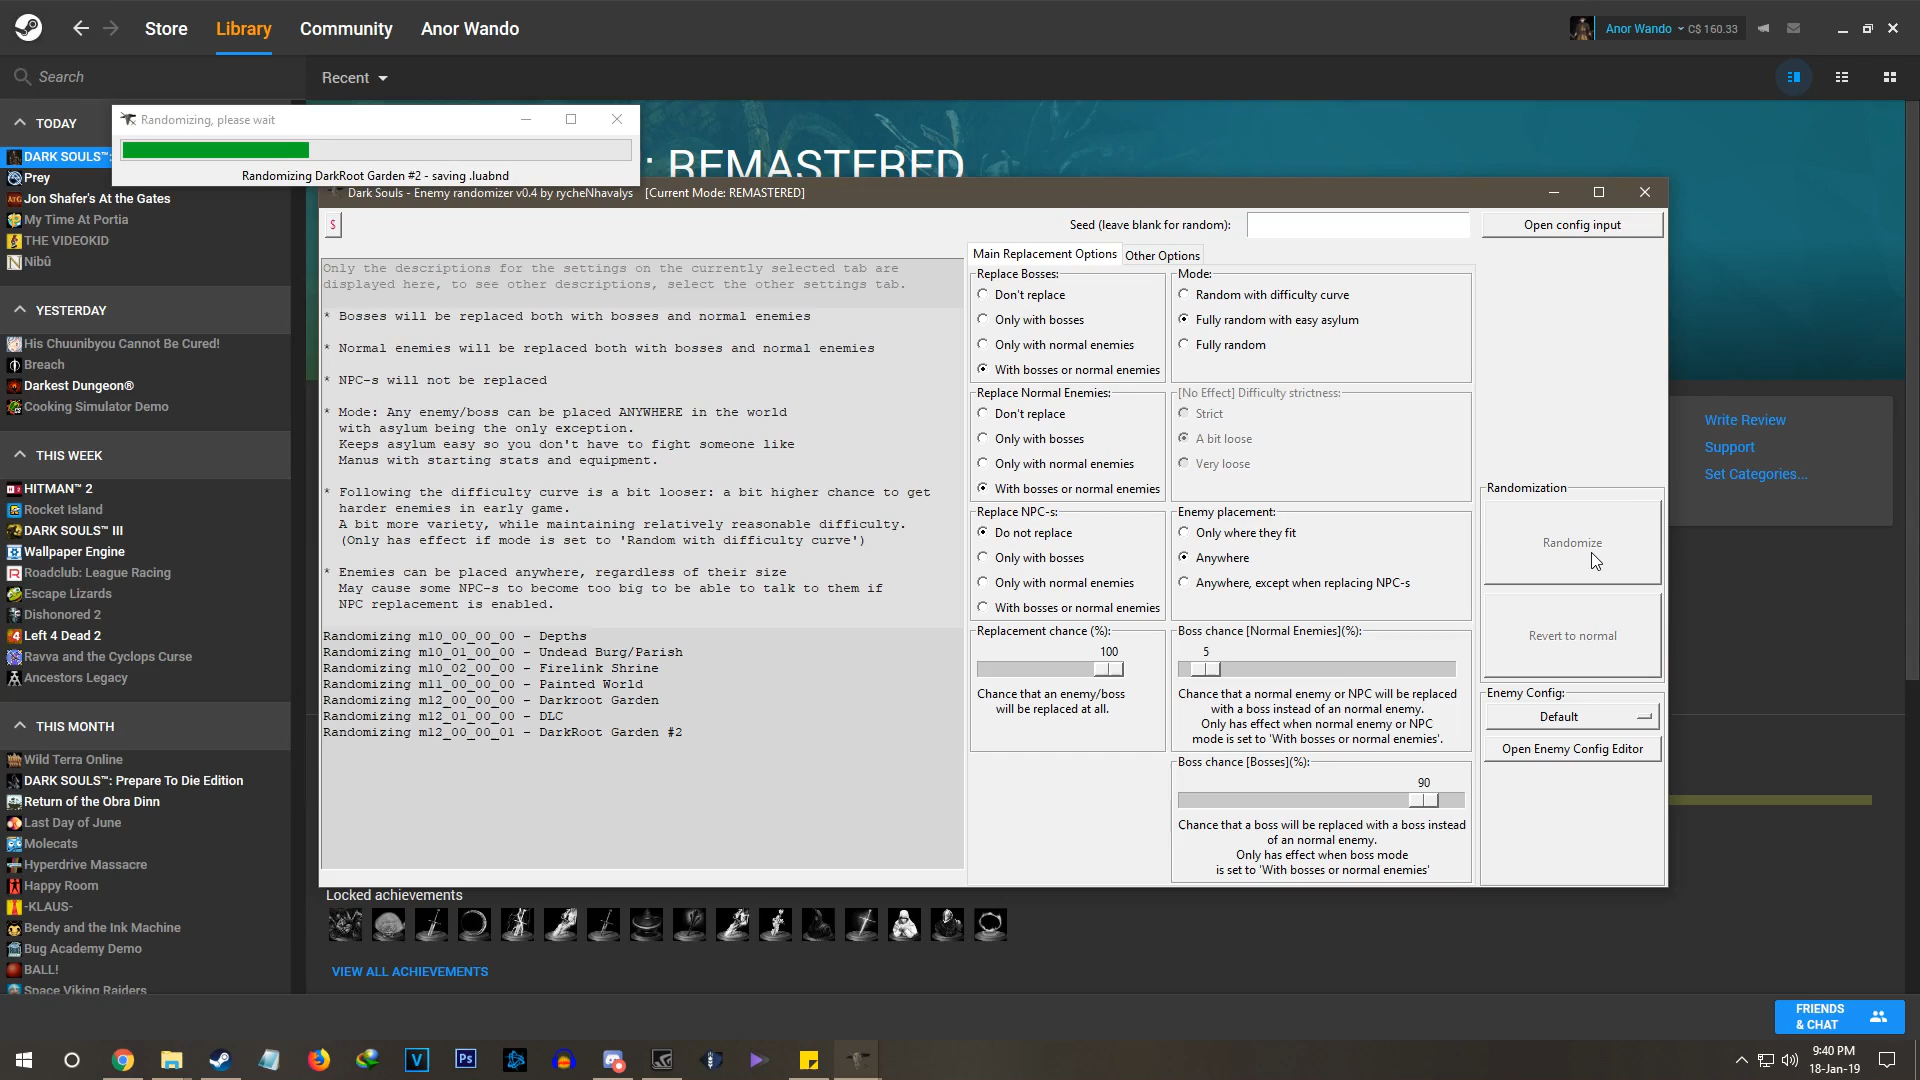 Store
Library
Community
Anor Wando
Anor Wando
C$ 160.33
Search
Recent
TODAY
DARK SOULS™:
Prey
Jon Shafer's At the Gates
My Time At Portia
THE VIDEOKID
Nibû
YESTERDAY
His Chuunibyou Cannot Be Cured!
Breach
Darkest Dungeon®
Cooking Simulator Demo
THIS WEEK
HITMAN™ 2
Rocket Island
DARK SOULS™ III
Wallpaper Engine
Roadclub: League Racing
Escape Lizards
Dishonored 2
Left 4 Dead 2
Ravva and the Cyclops Curse
Ancestors Legacy
THIS MONTH
Wild Terra Online
DARK SOULS™: Prepare To Die Edition
Return of the Obra Dinn
Last Day of June
Molecats
Hyperdrive Massacre
Happy Room
-KLAUS-
Bendy and the Ink Machine
Bug Academy Demo
BALL!
Space Viking Raiders
Randomizing, please wait
Randomizing DarkRoot Garden #2 - saving .luabnd
: REMASTERED
Dark Souls - Enemy randomizer v0.4 by rycheNhavalys [Current Mode: REMASTERED]
$
Seed (leave blank for random):
Open config input
Only the descriptions for the settings on the currently selected tab are
displayed here, to see other descriptions, select the other settings tab.
* Bosses will be replaced both with bosses and normal enemies
* Normal enemies will be replaced both with bosses and normal enemies
* NPC-s will not be replaced
* Mode: Any enemy/boss can be placed ANYWHERE in the world
with asylum being the only exception.
Keeps asylum easy so you don't have to fight someone like
Manus with starting stats and equipment.
* Following the difficulty curve is a bit looser: a bit higher chance to get
harder enemies in early game.
A bit more variety, while maintaining relatively reasonable difficulty.
(Only has effect if mode is set to 'Random with difficulty curve')
* Enemies can be placed anywhere, regardless of their size
May cause some NPC-s to become too big to be able to talk to them if
NPC replacement is enabled.
Randomizing m10_00_00_00 - Depths
Randomizing m10_01_00_00 - Undead Burg/Parish
Randomizing m10_02_00_00 - Firelink Shrine
Randomizing m11_00_00_00 - Painted World
Randomizing m12_00_00_00 - Darkroot Garden
Randomizing m12_01_00_00 - DLC
Randomizing m12_00_00_01 - DarkRoot Garden #2
Main Replacement Options
Other Options
Replace Bosses:
Don't replace
Only with bosses
Only with normal enemies
With bosses or normal enemies
Mode:
Random with difficulty curve
Fully random with easy asylum
Fully random
Replace Normal Enemies:
Don't replace
Only with bosses
Only with normal enemies
With bosses or normal enemies
[No Effect] Difficulty strictness:
Strict
A bit loose
Very loose
Replace NPC-s:
Do not replace
Only with bosses
Only with normal enemies
With bosses or normal enemies
Enemy placement:
Only where they fit
Anywhere
Anywhere, except when replacing NPC-s
Replacement chance (%):
100
Chance that an enemy/boss
will be replaced at all.
Boss chance [Normal Enemies](%):
5
Chance that a normal enemy or NPC will be replaced
with a boss instead of an normal enemy.
Only has effect when normal enemy or NPC
mode is set to 'With bosses or normal enemies'.
Boss chance [Bosses](%):
90
Chance that a boss will be replaced with a boss instead
of an normal enemy.
Only has effect when boss mode
is set to 'With bosses or normal enemies'
Randomization
Randomize
Revert to normal
Enemy Config:
Default
Open Enemy Config Editor
Write Review
Support
Set Categories...
Locked achievements
VIEW ALL ACHIEVEMENTS
FRIENDS
& CHAT
9:40 PM
18-Jan-19